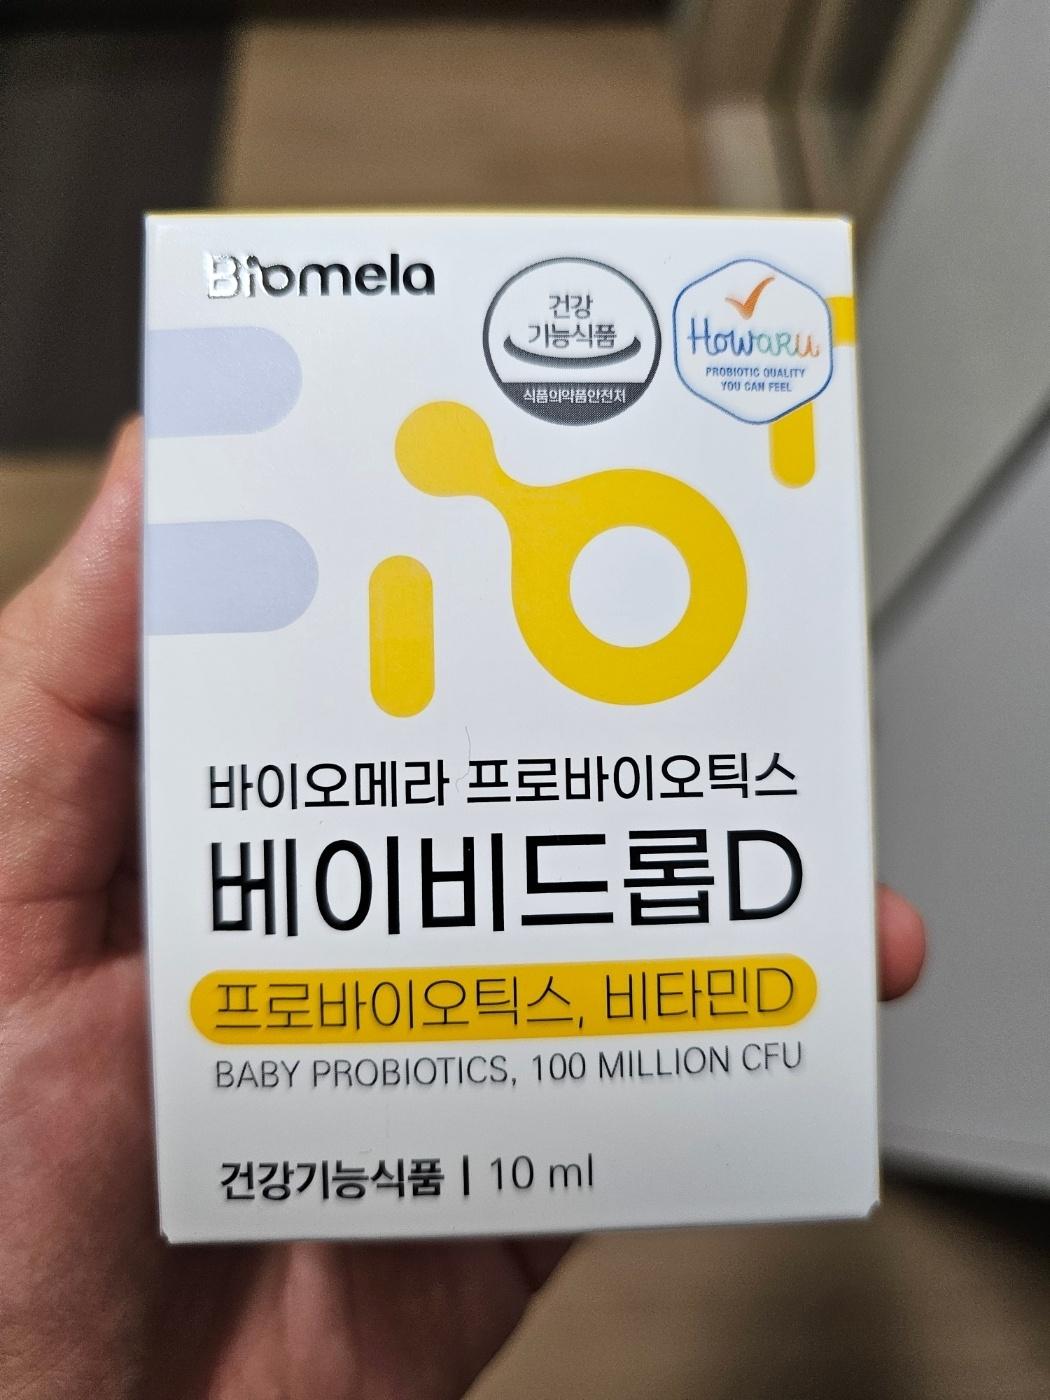 Biomela
건강
기능식품
식품의약품안전처
Howaru
PROBIOTIC QUALITY
YOU CAN FEEL
바이오메라 프로바이오틱스
베이비드롭D
프로바이오틱스, 비타민D
BABY PROBIOTICS, 100 MILLION CFU
건강기능식품 | 10 ml